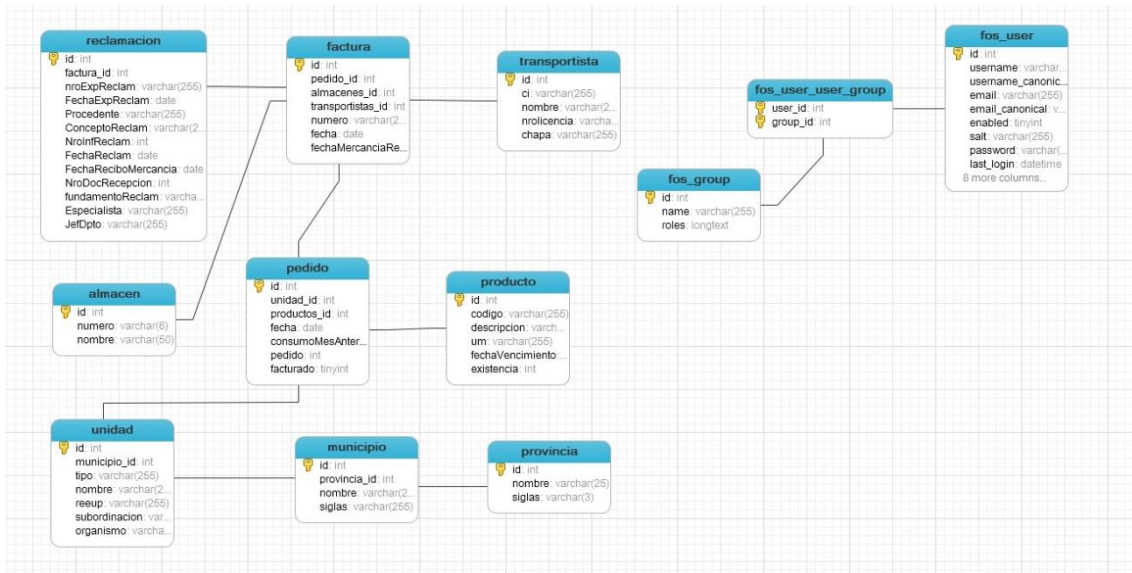 reclamacion
id: int
factura_id: int
nroExpReclam: varchar(255)
FechaExpReclam: date
Procedente: varchar(255)
ConceptoReclam: varchar(2...
NroInfReclam: int
FechaReclam: date
FechaReciboMercancia: date
NroDocRecepcion: int
fundamentoReclam: varcha...
Especialista: varchar(255)
JefDpto: varchar(255)
factura
id: int
pedido_id: int
almacenes_id: int
transportistas_id: int
numero: varchar(2...
fecha: date
fechaMercanciaRe...
transportista
id: int
ci: varchar(255)
nombre: varchar(2...
nrolicencia: varcha...
chapa: varchar(255)
fos_user_user_group
user_id: int
group_id: int
fos_user
id: int
username: varchar...
username_canonic...
email: varchar(255)
email_canonical: v...
enabled: tinyint
salt: varchar(255)
password: varchar(...
last_login: datetime
8 more columns...
fos_group
id: int
name: varchar(255)
roles: longtext
almacen
id: int
numero: varchar(6)
nombre: varchar(50)
pedido
id: int
unidad_id: int
productos_id: int
fecha: date
consumoMesAnter...
pedido: int
facturado: tinyint
producto
id: int
codigo: varchar(255)
descripcion: varch...
um: varchar(255)
fechaVencimiento: ...
existencia: int
unidad
id: int
municipio_id: int
tipo: varchar(255)
nombre: varchar(2...
reeup: varchar(255)
subordinacion: var...
organismo: varcha...
municipio
id: int
provincia_id: int
nombre: varchar(2...
siglas: varchar(255)
provincia
id: int
nombre: varchar(25)
siglas: varchar(3)